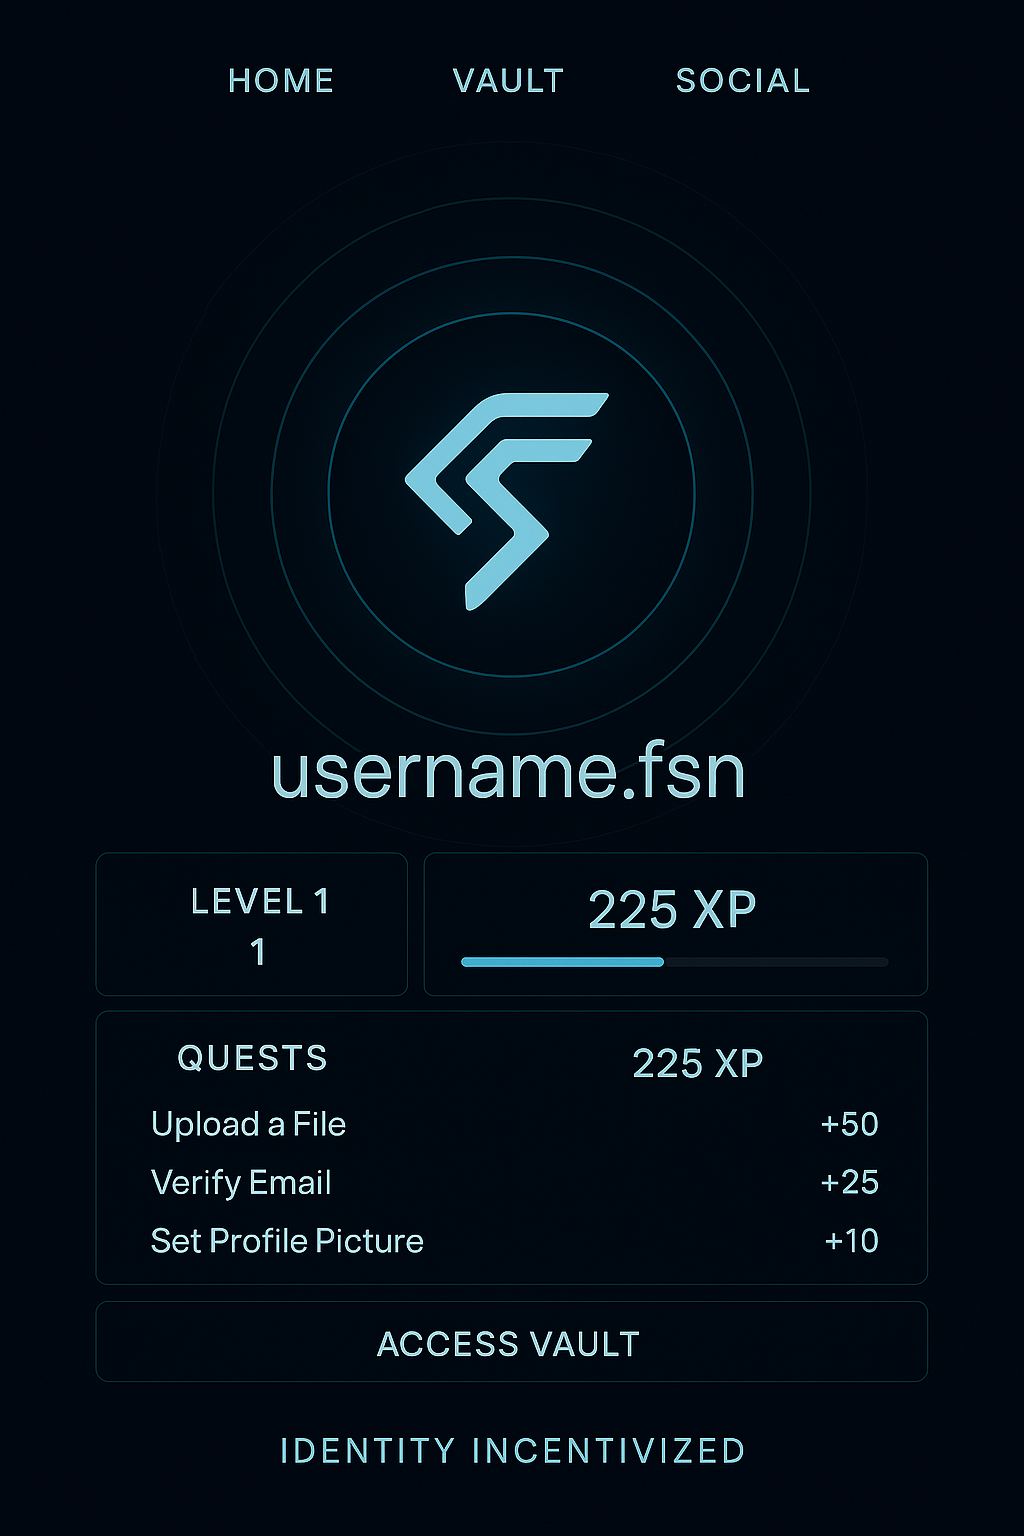 HOME VAULT SOCIAL
username.fsn
LEVEL 1
1
225 XP
QUESTS 225 XP
Upload a File +50
Verify Email +25
Set Profile Picture +10
ACCESS VAULT
IDENTITY INCENTIVIZED